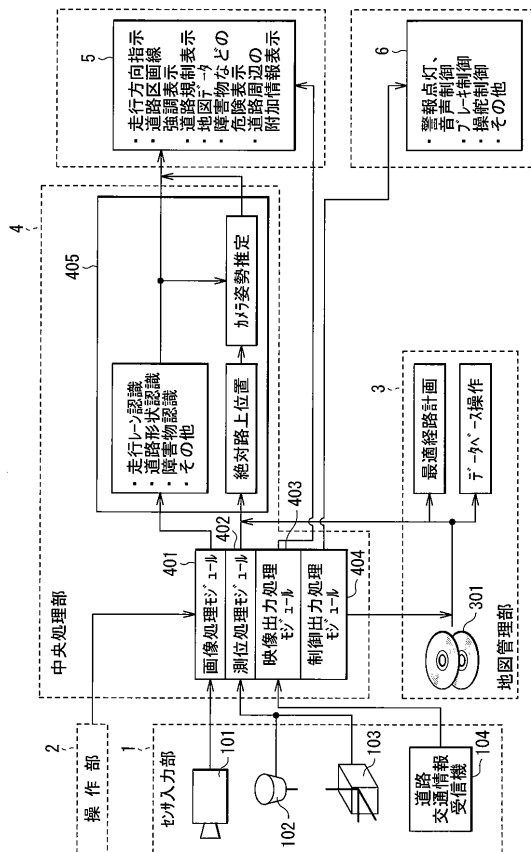 操作部
2
センサ入力部
1
101
102
103
道路
交通情報
受信機
104
中央処理部
4
401
画像処理モジュール
402
測位処理モジュール
403
映像出力処理
モジュール
制御出力処理
モジュール
404
405
・走行レーン認識
・道路形状認識
・障害物認識
・その他
絶対路上位置
カメラ姿勢推定
地図管理部
3
301
最適経路計画
データベース操作
5
・走行方向指示
・道路区画線
強調表示
・道路規制表示
・地図データ
・障害物などの
危険表示
・道路周辺の
附加情報表示
6
・警報点灯、
音声制御
・ブレーキ制御
・操舵制御
・その他